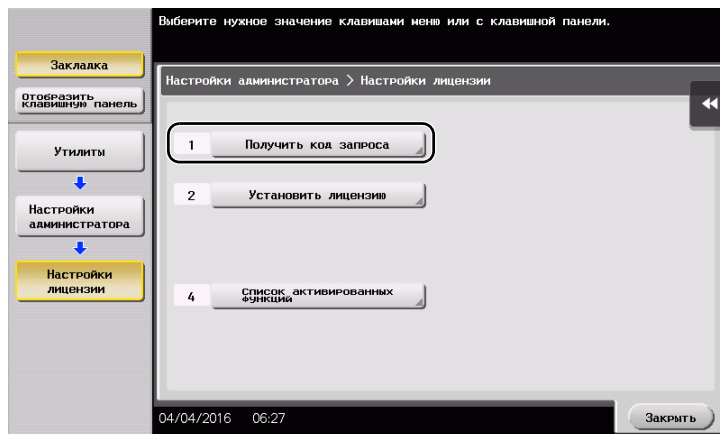 Выберите нужное значение клавишами меню или с клавишной панели.
Закладка
Отобразить
клавишную панель
Утилиты
Настройки
администратора
Настройки
лицензии
Настройки администратора > Настройки лицензии
1 Получить код запроса
2 Установить лицензию
4 Список активированных
функций
04/04/2016 06:27
Закрыть